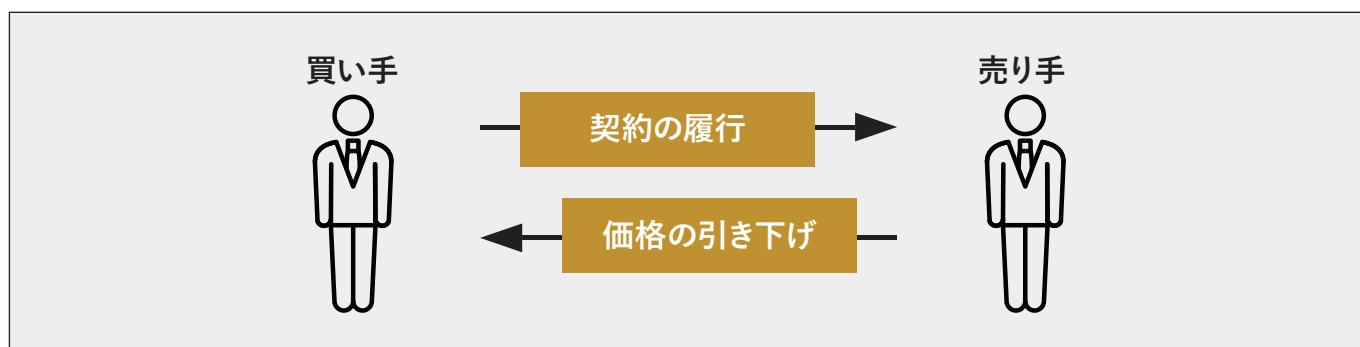 買い手
売り手
契約の履行
価格の引き下げ